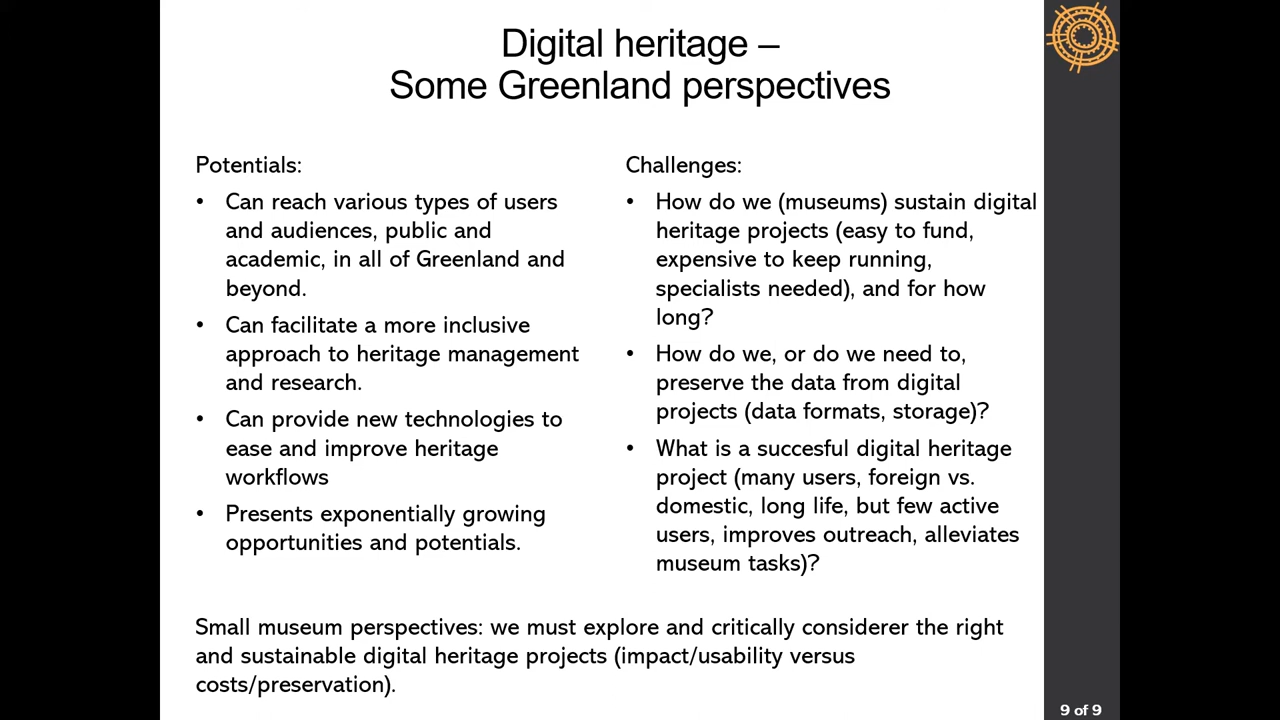 Digital heritage –
Some Greenland perspectives
Potentials:
• Can reach various types of users
and audiences, public and
academic, in all of Greenland and
beyond.
• Can facilitate a more inclusive
approach to heritage management
and research.
• Can provide new technologies to
ease and improve heritage
workflows
• Presents exponentially growing
opportunities and potentials.
Challenges:
• How do we (museums) sustain digital
heritage projects (easy to fund,
expensive to keep running,
specialists needed), and for how
long?
• How do we, or do we need to,
preserve the data from digital
projects (data formats, storage)?
• What is a succesful digital heritage
project (many users, foreign vs.
domestic, long life, but few active
users, improves outreach, alleviates
museum tasks)?
Small museum perspectives: we must explore and critically considerer the right
and sustainable digital heritage projects (impact/usability versus
costs/preservation).
9 of 9